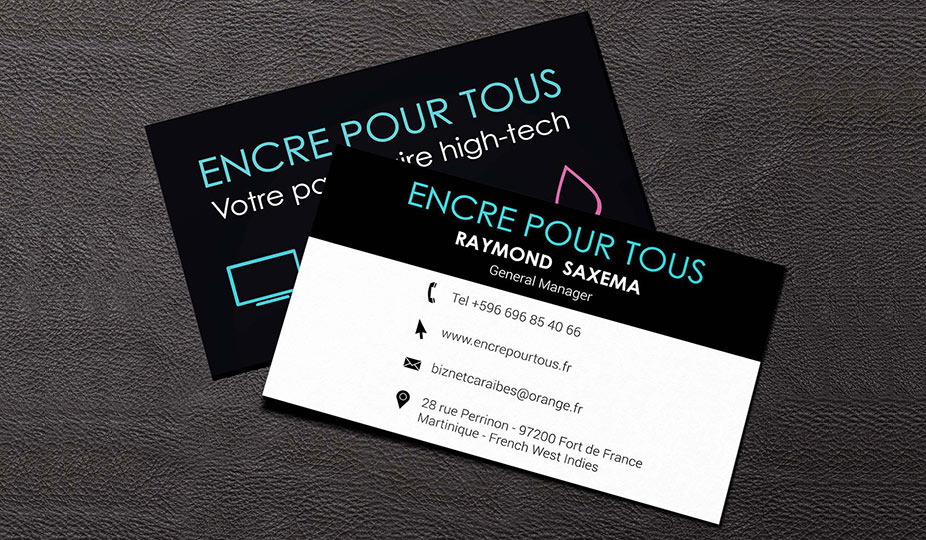 ENCRE POUR TOUS
Votre ire high-tech
ENCRE POUR TOUS
RAYMOND SAXEMA
General Manager
Tel +596 696 85 40 66
www.encrepourtous.fr
biznetcaraibes@orange.fr
28 rue Perrinon - 97200 Fort de France
Martinique - French West Indies